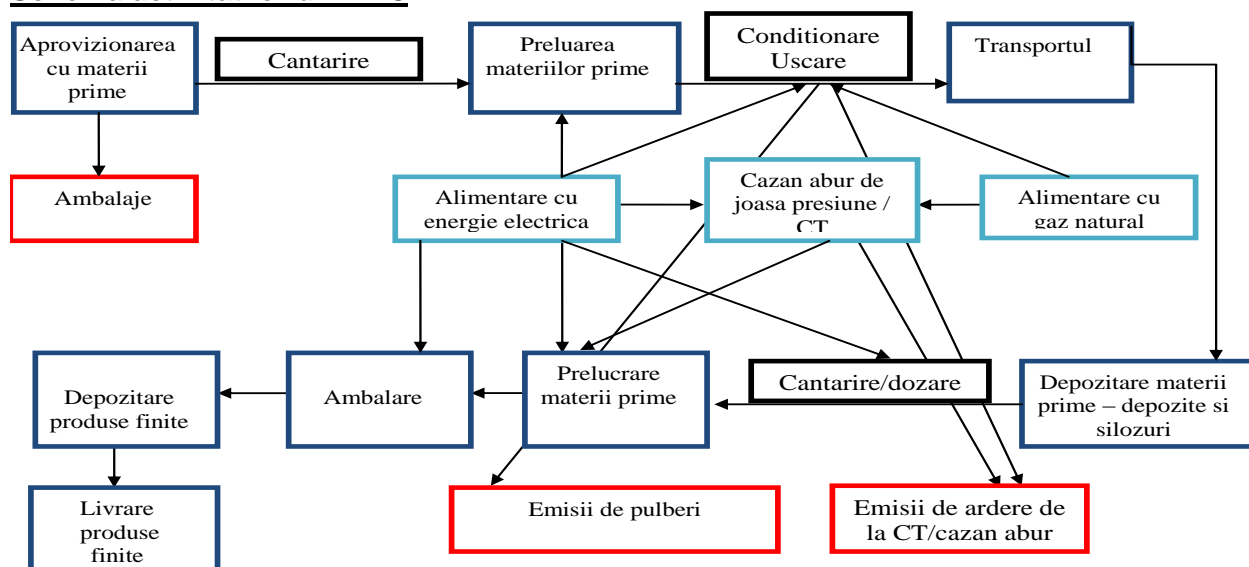 Aprovizionarea
cu materii
prime
Cantarire
Preluarea
materiilor prime
Conditionare
Uscare
Transportul
Ambalaje
Alimentare cu
energie electrica
Cazan abur de
joasa presiune /
CT
Alimentare cu
gaz natural
Depozitare
produse finite
Ambalare
Prelucrare
materii prime
Cantarire/dozare
Depozitare materii
prime – depozite si
silozuri
Livrare
produse
finite
Emisii de pulberi
Emisii de ardere de
la CT/cazan abur